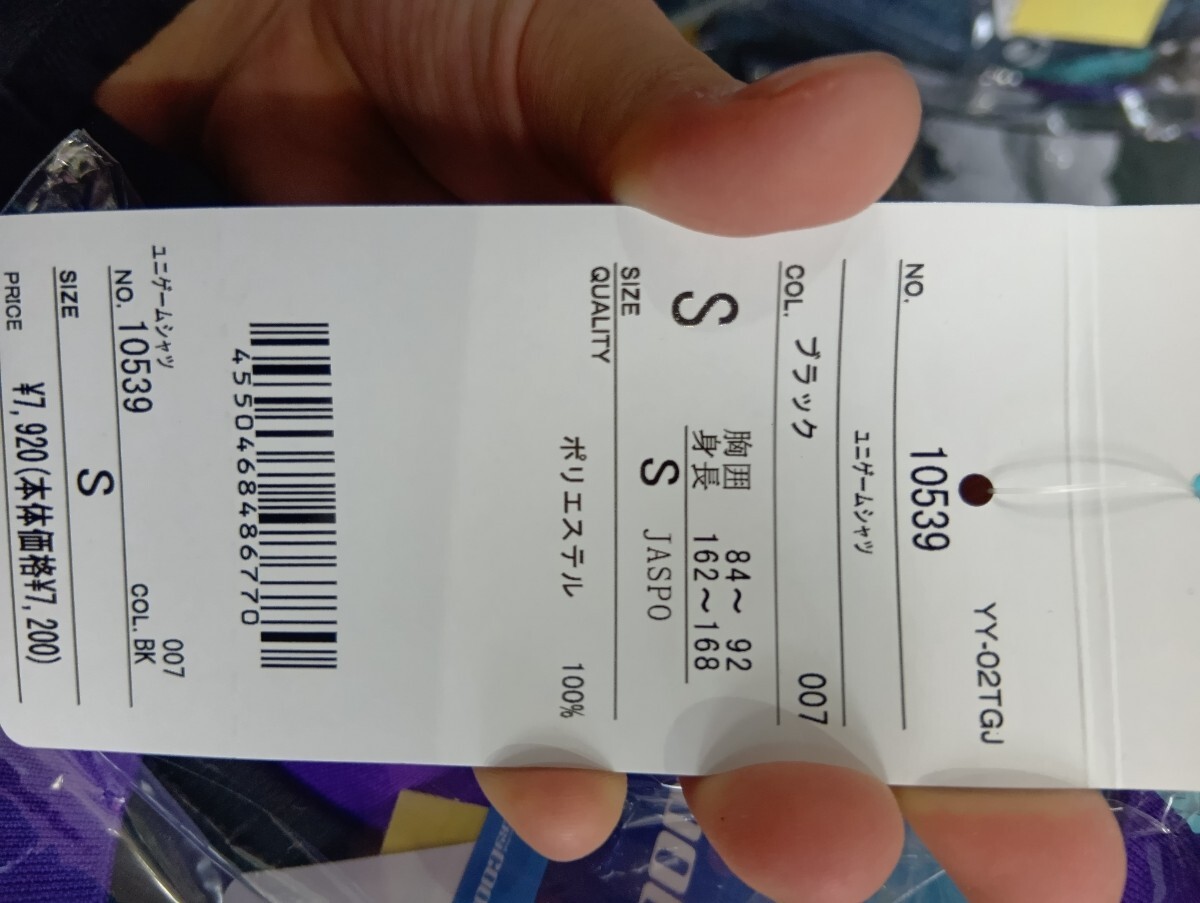 YY-02TGJ
NO. 10539
ユニゲームシャツ
COL. ブラック 007
S
胸囲 84〜 92
身長 162〜168
SIZE S JASPO
QUALITY
ポリエステル 100%
4550468486770
ユニゲームシャツ 007
NO. 10539 COL. BK
SIZE S
PRICE ¥7,920(本体価格¥7,200)